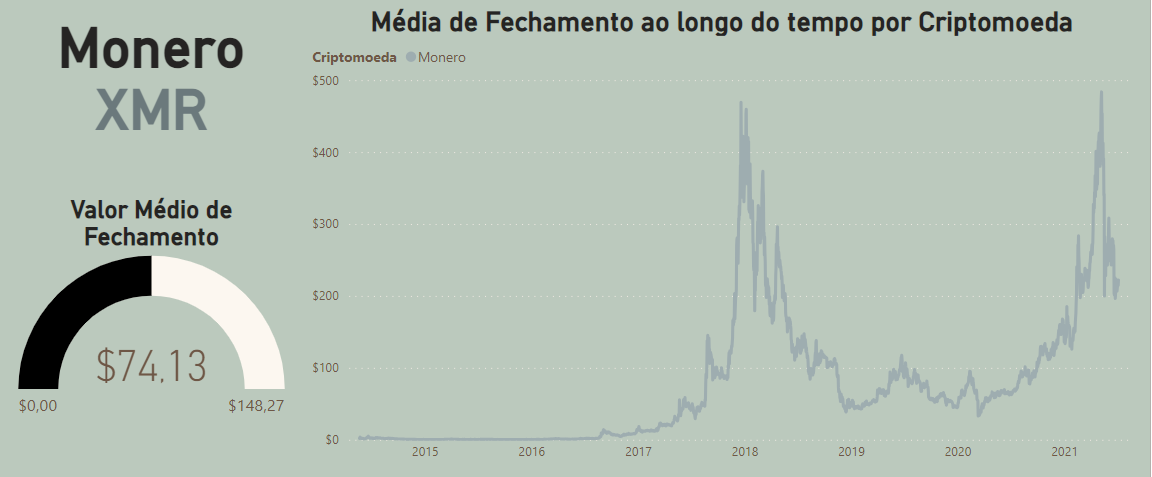 Monero
XMR
Valor Médio de
Fechamento
$74,13
$0,00
$148,27
Média de Fechamento ao longo do tempo por Criptomoeda
Criptomoeda Monero
$500
$400
$300
$200
$100
$0
2015 2016 2017 2018 2019 2020 2021